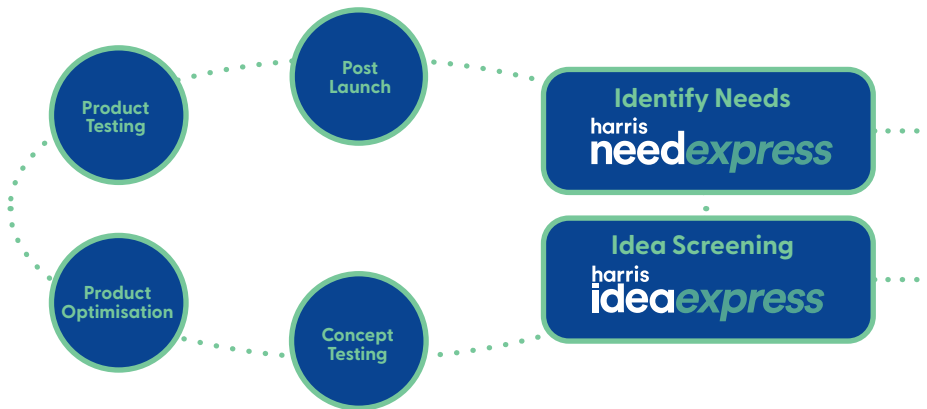 Post
Launch
Product
Testing
Identify Needs
harris
needexpress
Idea Screening
harris
ideaexpress
Product
Optimisation
Concept
Testing